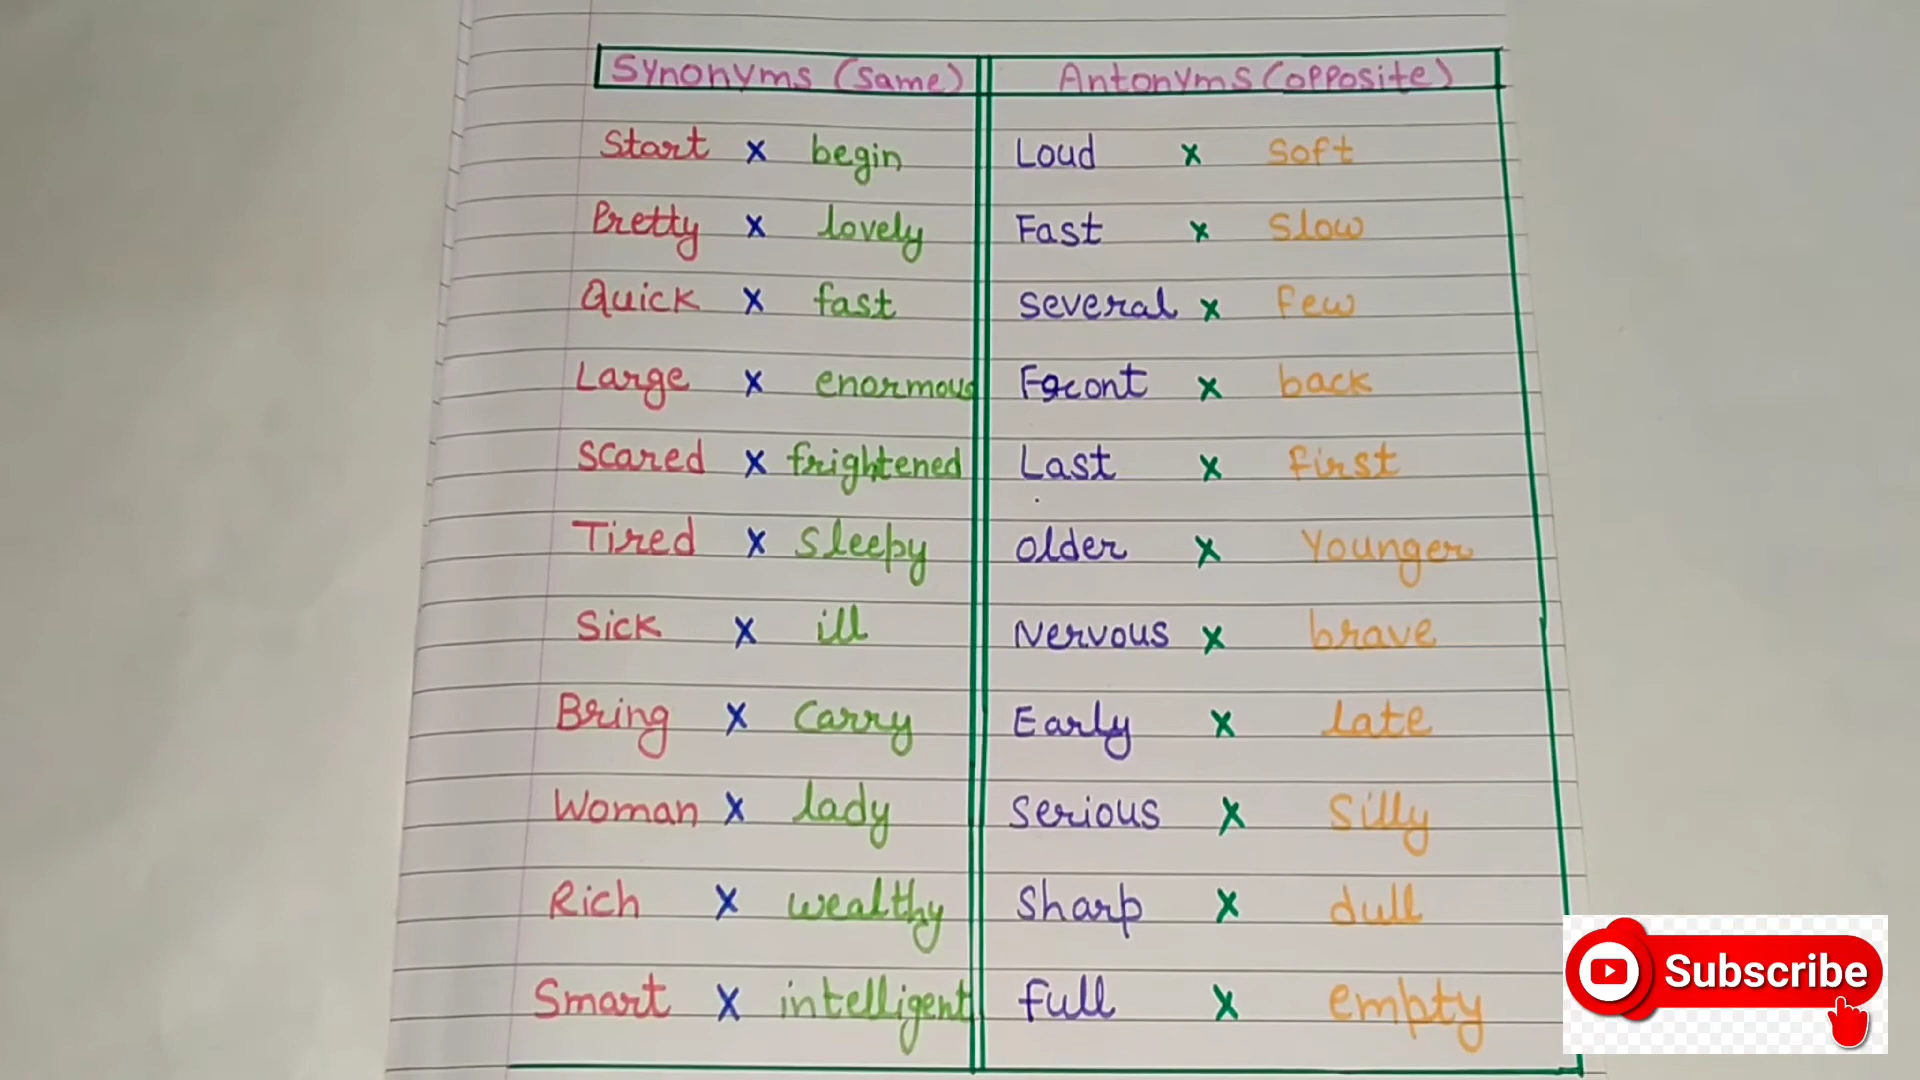 Synonyms (same) Antonyms (opposite)
Start x begin Loud x Soft
Pretty x lovely Fast x Slow
Quick x fast Several x Few
Large x enormous Front x back
Scared x frightened Last x First
Tired x Sleepy older x Younger
Sick x ill Nervous x brave
Bring x Carry Early x late
Woman x lady Serious x Silly
Rich x wealthy Sharp x dull
Smart x intelligent full x empty
Subscribe